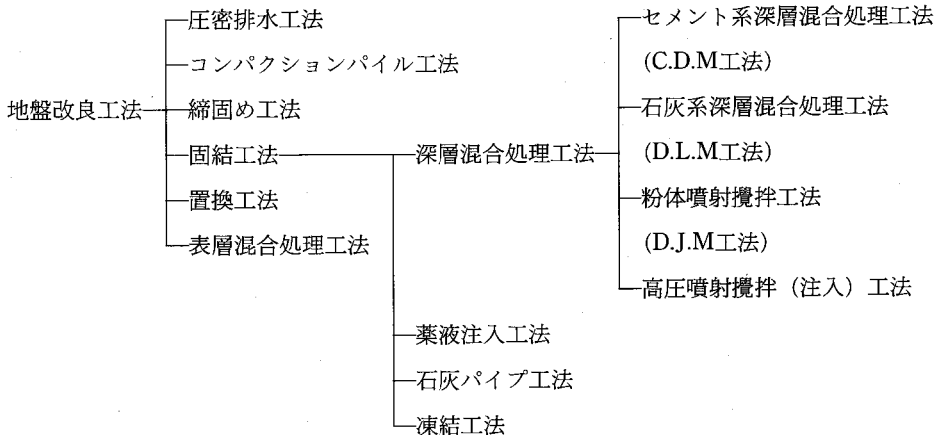 地盤改良工法
圧密排水工法
コンパクションパイル工法
締固め工法
固結工法
置換工法
表層混合処理工法
深層混合処理工法
薬液注入工法
石灰パイプ工法
凍結工法
セメント系深層混合処理工法
(C.D.M工法)
石灰系深層混合処理工法
(D.L.M工法)
粉体噴射攪拌工法
(D.J.M工法)
高圧噴射攪拌（注入）工法